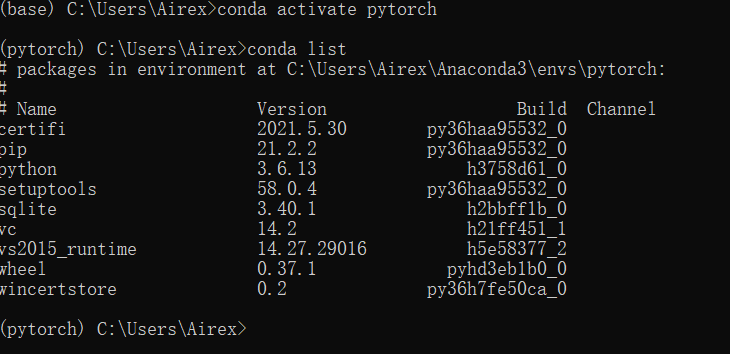 (base) C:\Users\Airex>conda activate pytorch
(pytorch) C:\Users\Airex>conda list
# packages in environment at C:\Users\Airex\Anaconda3\envs\pytorch:
#
# Name Version Build Channel
certifi 2021.5.30 py36haa95532_0
pip 21.2.2 py36haa95532_0
python 3.6.13 h3758d61_0
setuptools 58.0.4 py36haa95532_0
sqlite 3.40.1 h2bbff1b_0
vc 14.2 h21ff451_1
vs2015_runtime 14.27.29016 h5e58377_2
wheel 0.37.1 pyhd3eb1b0_0
wincertstore 0.2 py36h7fe50ca_0
(pytorch) C:\Users\Airex>